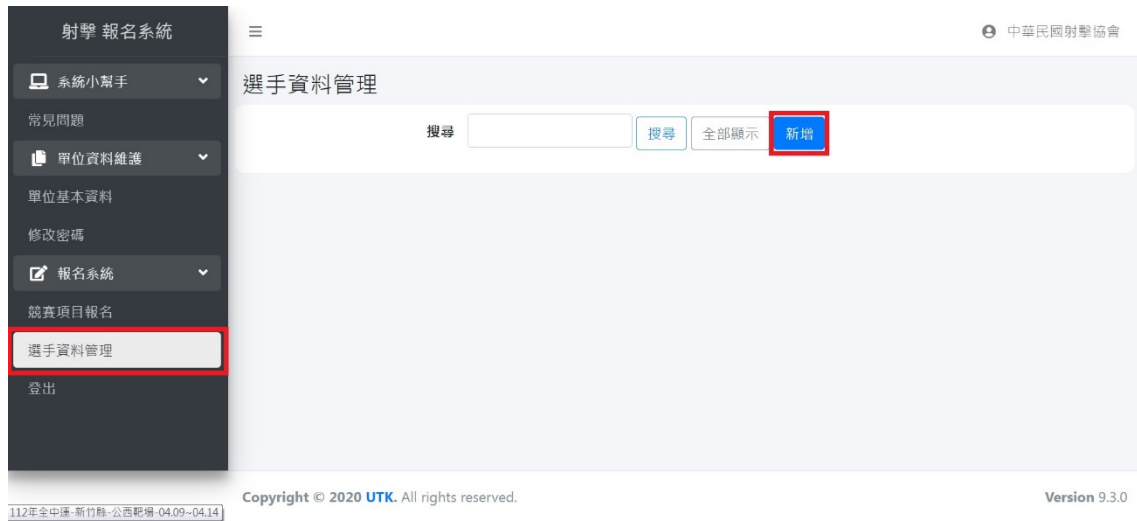 射擊 報名系統
中華民國射擊協會
系統小幫手
常見問題
單位資料維護
單位基本資料
修改密碼
報名系統
競賽項目報名
選手資料管理
登出
選手資料管理
搜尋 搜尋 全部顯示 新增
Copyright © 2020 UTK. All rights reserved.
Version 9.3.0
112年全中運-新竹縣-公西靶場-04.09~04.14